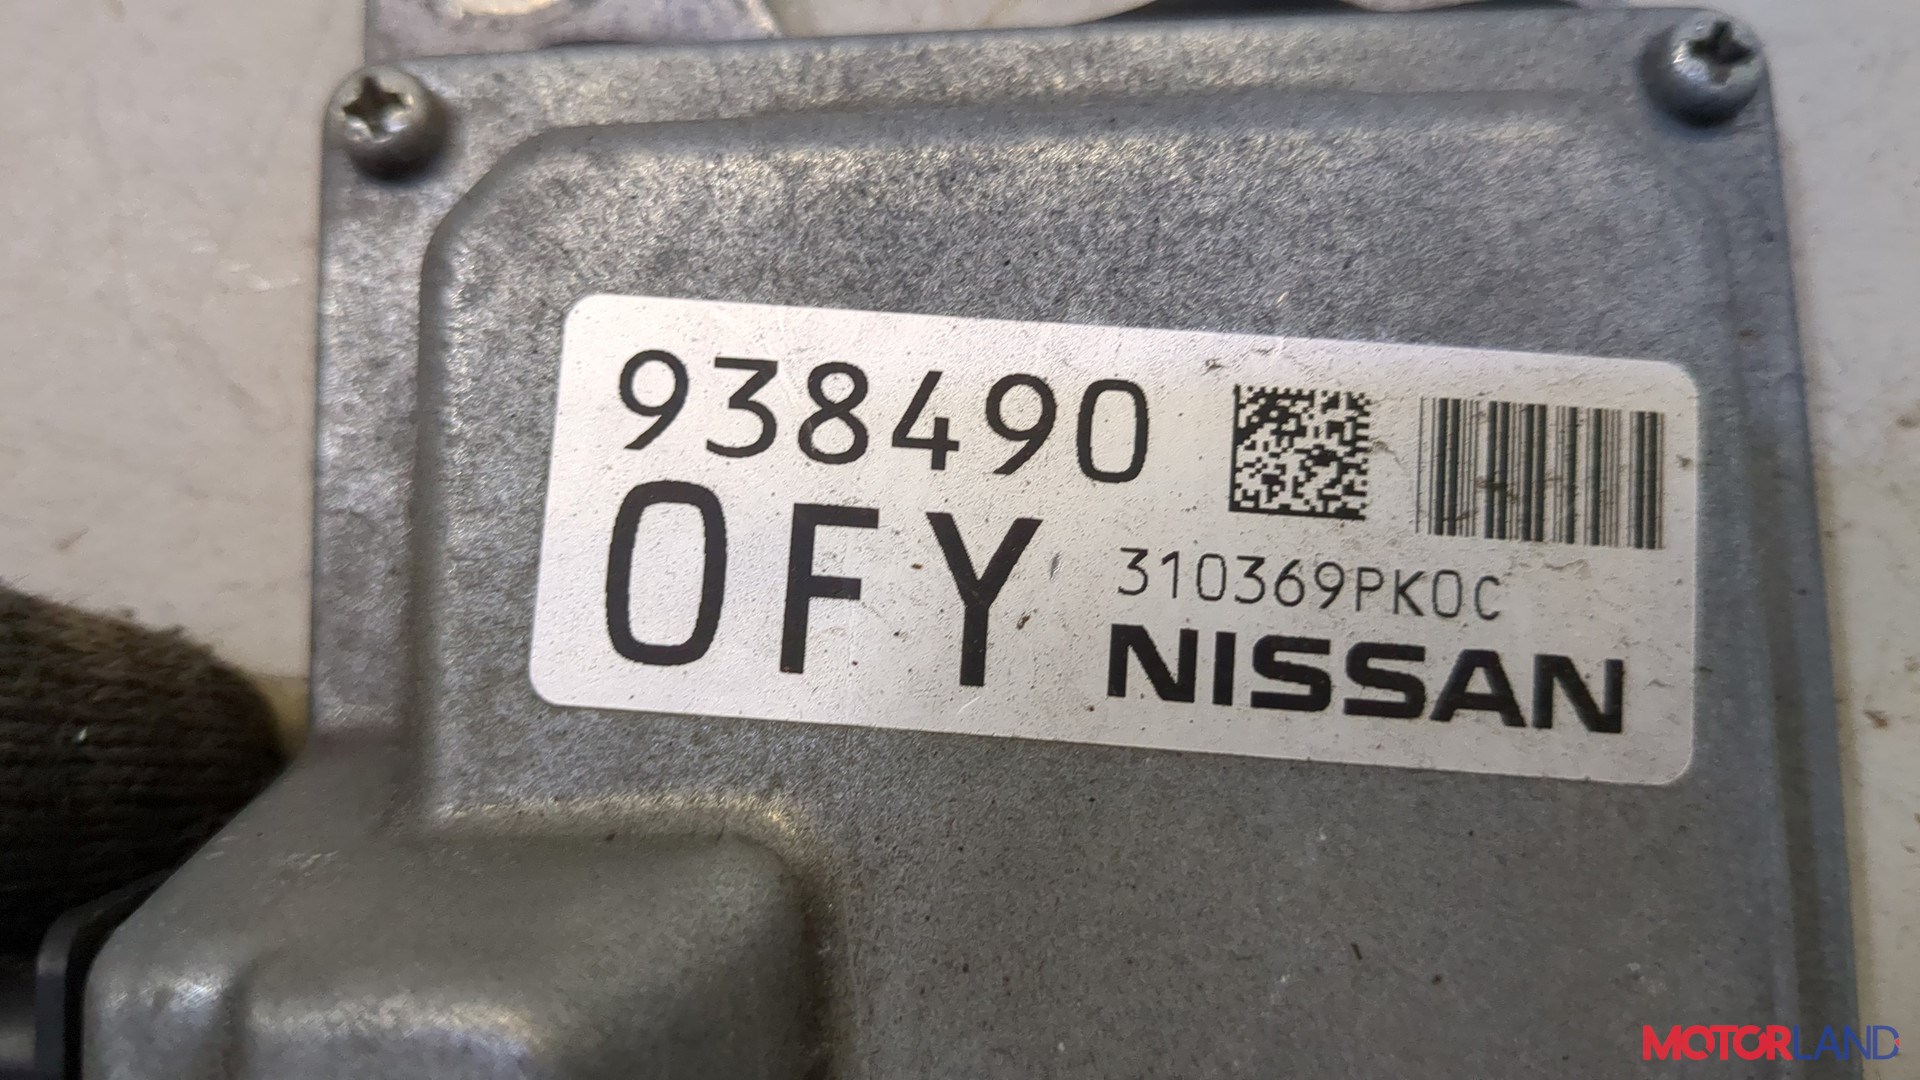 938490
0FY
310369PK0C
NISSAN
MOTORLAND